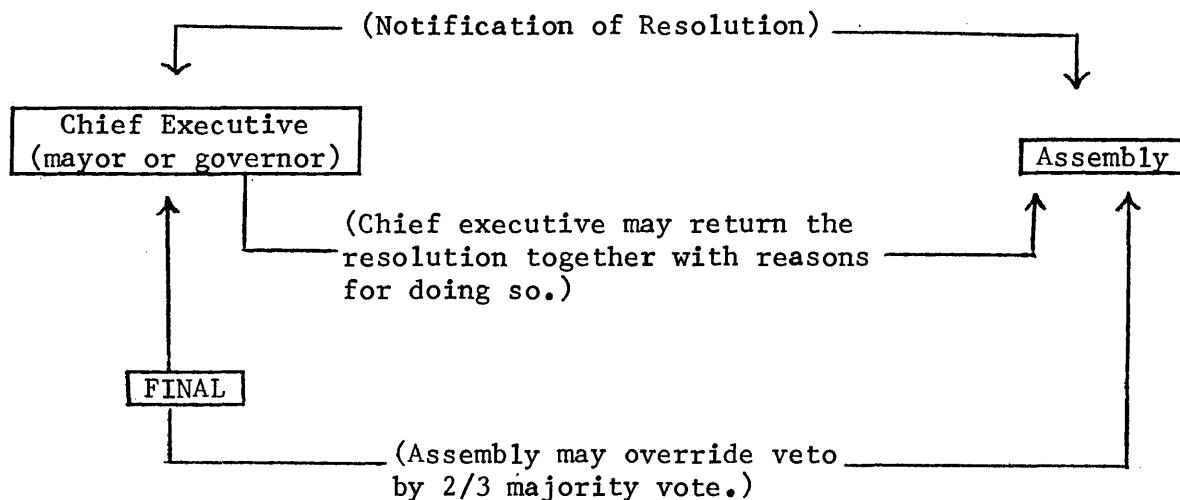 (Notification of Resolution)
Chief Executive
(mayor or governor)
Assembly
(Chief executive may return the
resolution together with reasons
for doing so.)
FINAL
(Assembly may override veto
by 2/3 majority vote.)